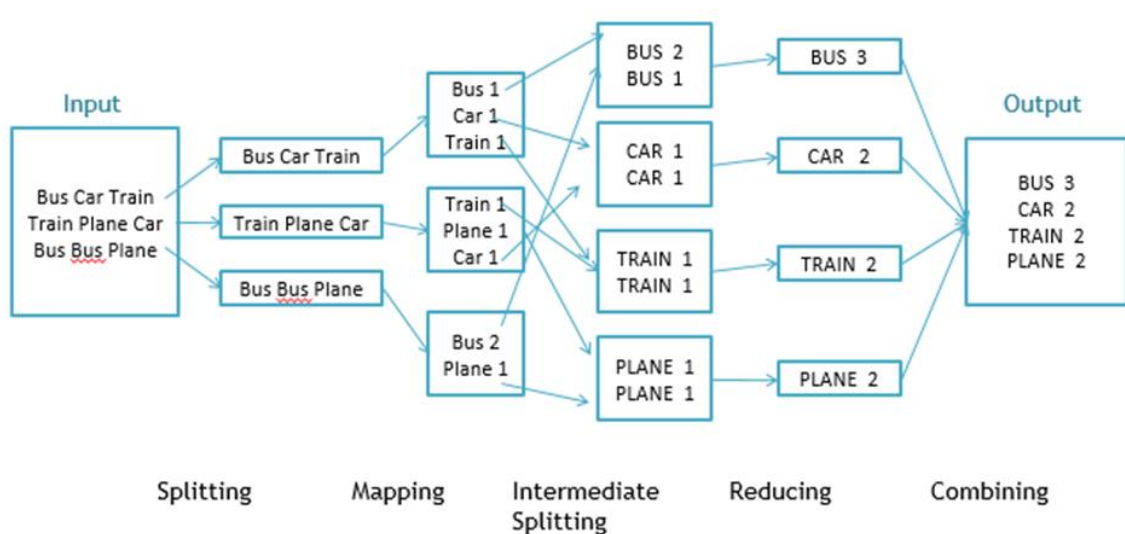 Input
Bus Car Train
Train Plane Car
Bus Bus Plane
Bus Car Train
Train Plane Car
Bus Bus Plane
Bus 1
Car 1
Train 1
Train 1
Plane 1
Car 1
Bus 2
Plane 1
BUS 2
BUS 1
CAR 1
CAR 1
TRAIN 1
TRAIN 1
PLANE 1
PLANE 1
BUS 3
CAR 2
TRAIN 2
PLANE 2
Output
BUS 3
CAR 2
TRAIN 2
PLANE 2
Splitting
Mapping
Intermediate
Splitting
Reducing
Combining